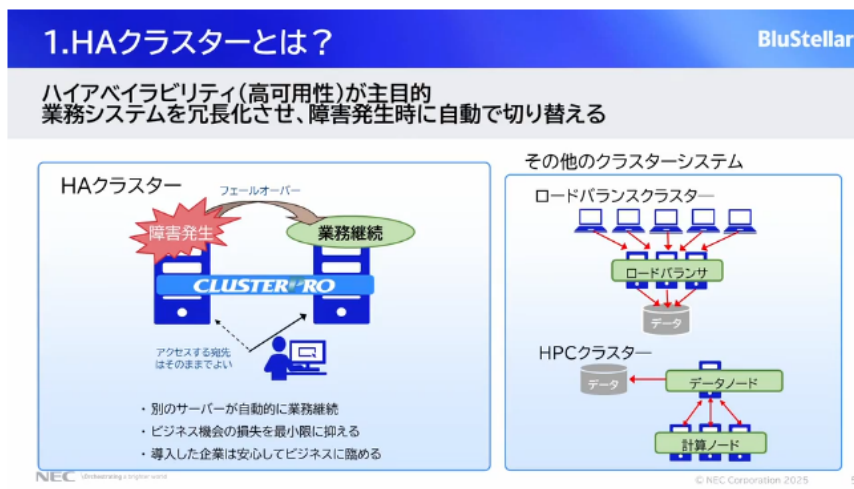 1.HAクラスターとは？
BluStellar
ハイアベイラビリティ(高可用性)が主目的
業務システムを冗長化させ、障害発生時に自動で切り替える
HAクラスター
フェールオーバー
障害発生
業務継続
CLUSTERPRO
アクセスする宛先
はそのままでよい
・別のサーバーが自動的に業務継続
・ビジネス機会の損失を最小限に抑える
・導入した企業は安心してビジネスに臨める
その他のクラスターシステム
ロードバランスクラスター
ロードバランサ
データ
HPCクラスター
データ
データノード
計算ノード
NEC \Orchestrating a brighter world
© NEC Corporation 2025